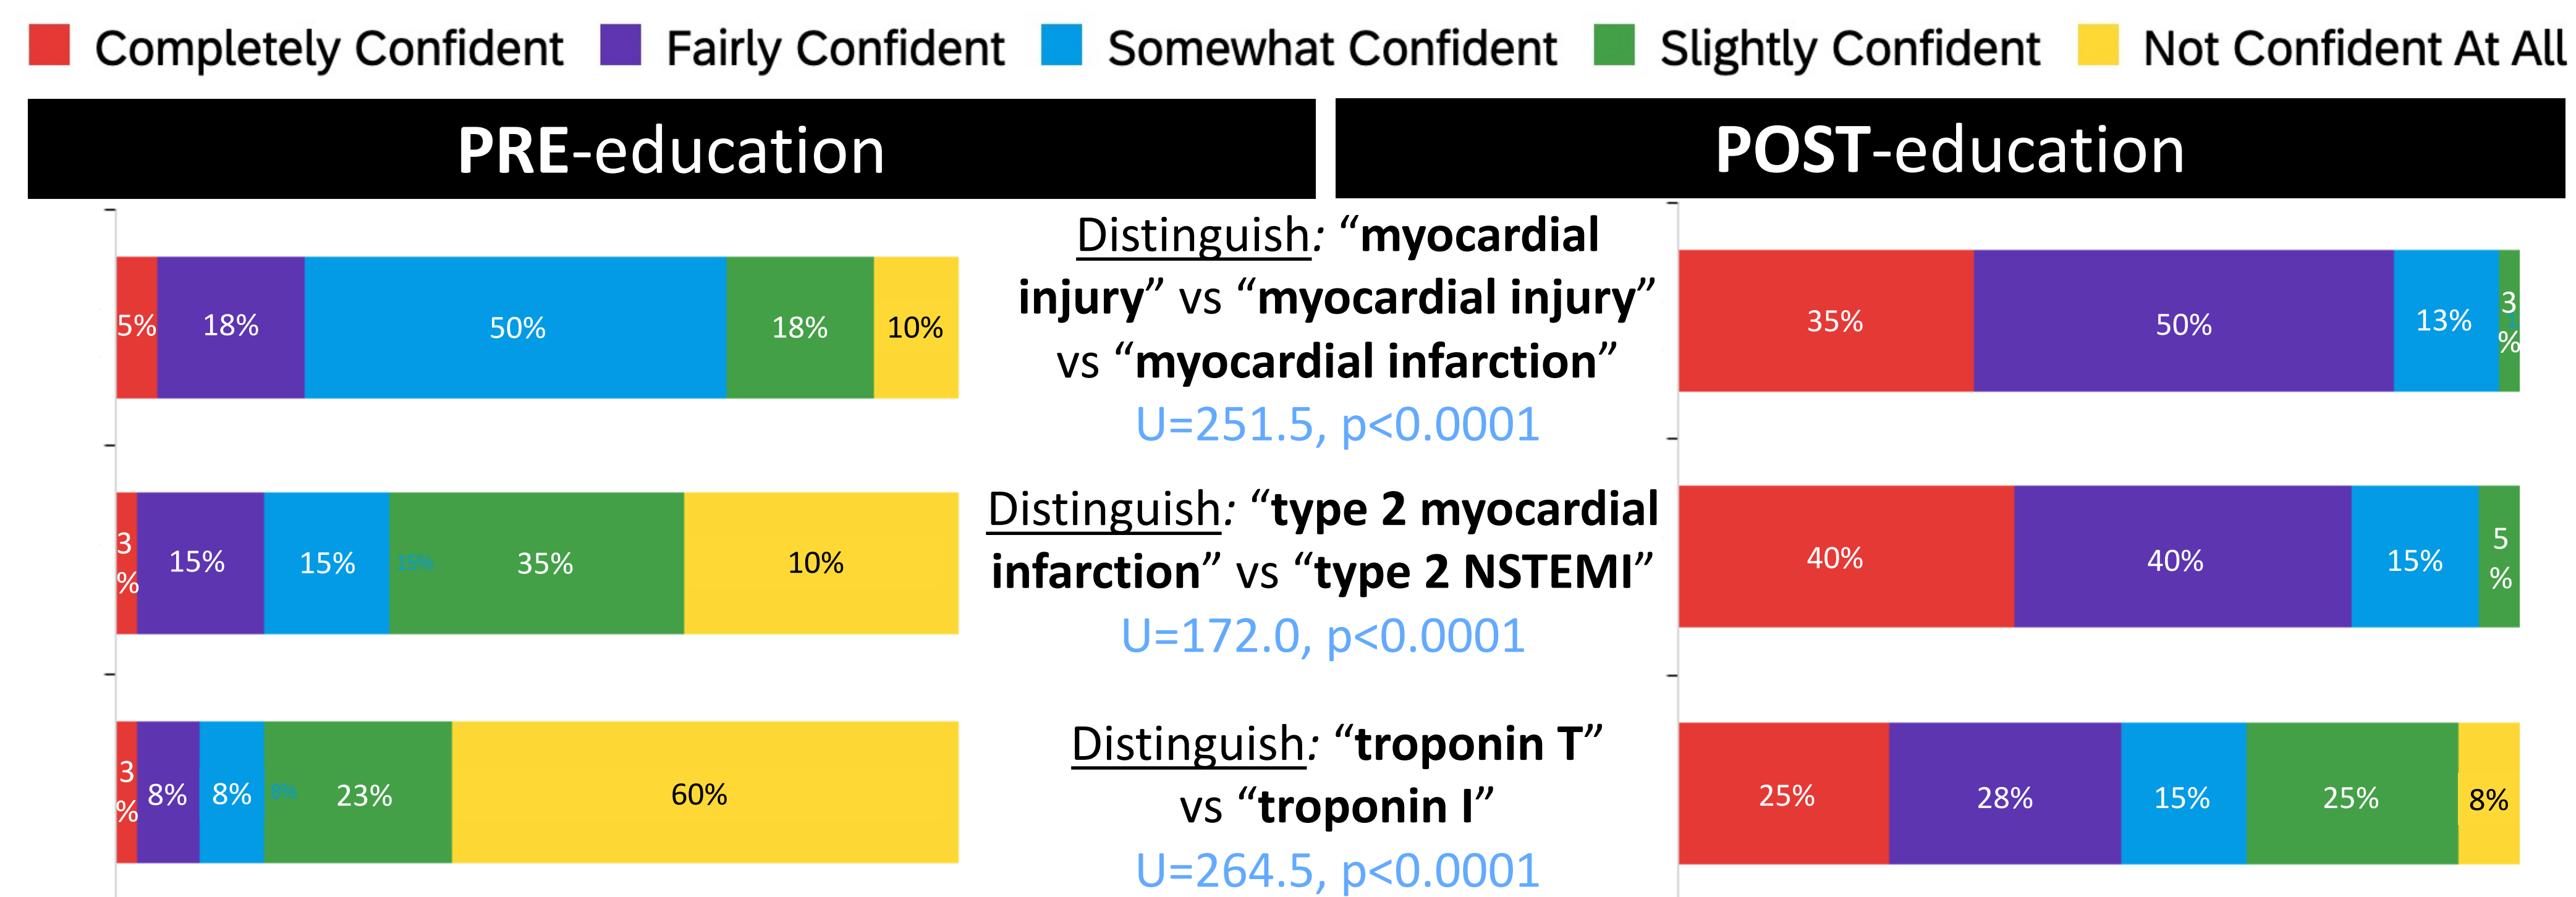 Completely Confident Fairly Confident Somewhat Confident Slightly Confident Not Confident At All
PRE-education
POST-education
5% 18% 50% 18% 10%
Distinguish: “myocardial
injury” vs “myocardial injury”
vs “myocardial infarction”
U=251.5, p<0.0001
35% 50% 13% 3
%
3
% 15% 15% 15% 35% 10%
Distinguish: “type 2 myocardial
infarction” vs “type 2 NSTEMI”
U=172.0, p<0.0001
40% 40% 15% 5
%
3
% 8% 8% 8% 23% 60%
Distinguish: “troponin T”
vs “troponin I”
U=264.5, p<0.0001
25% 28% 15% 25% 8%